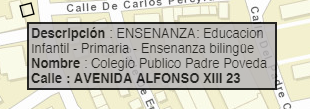 Calle De Carlos Pereyra
Descripción : ENSENANZA: Educacion
Infantil - Primaria - Ensenanza bilingüe
Nombre : Colegio Publico Padre Poveda
Calle : AVENIDA ALFONSO XIII 23